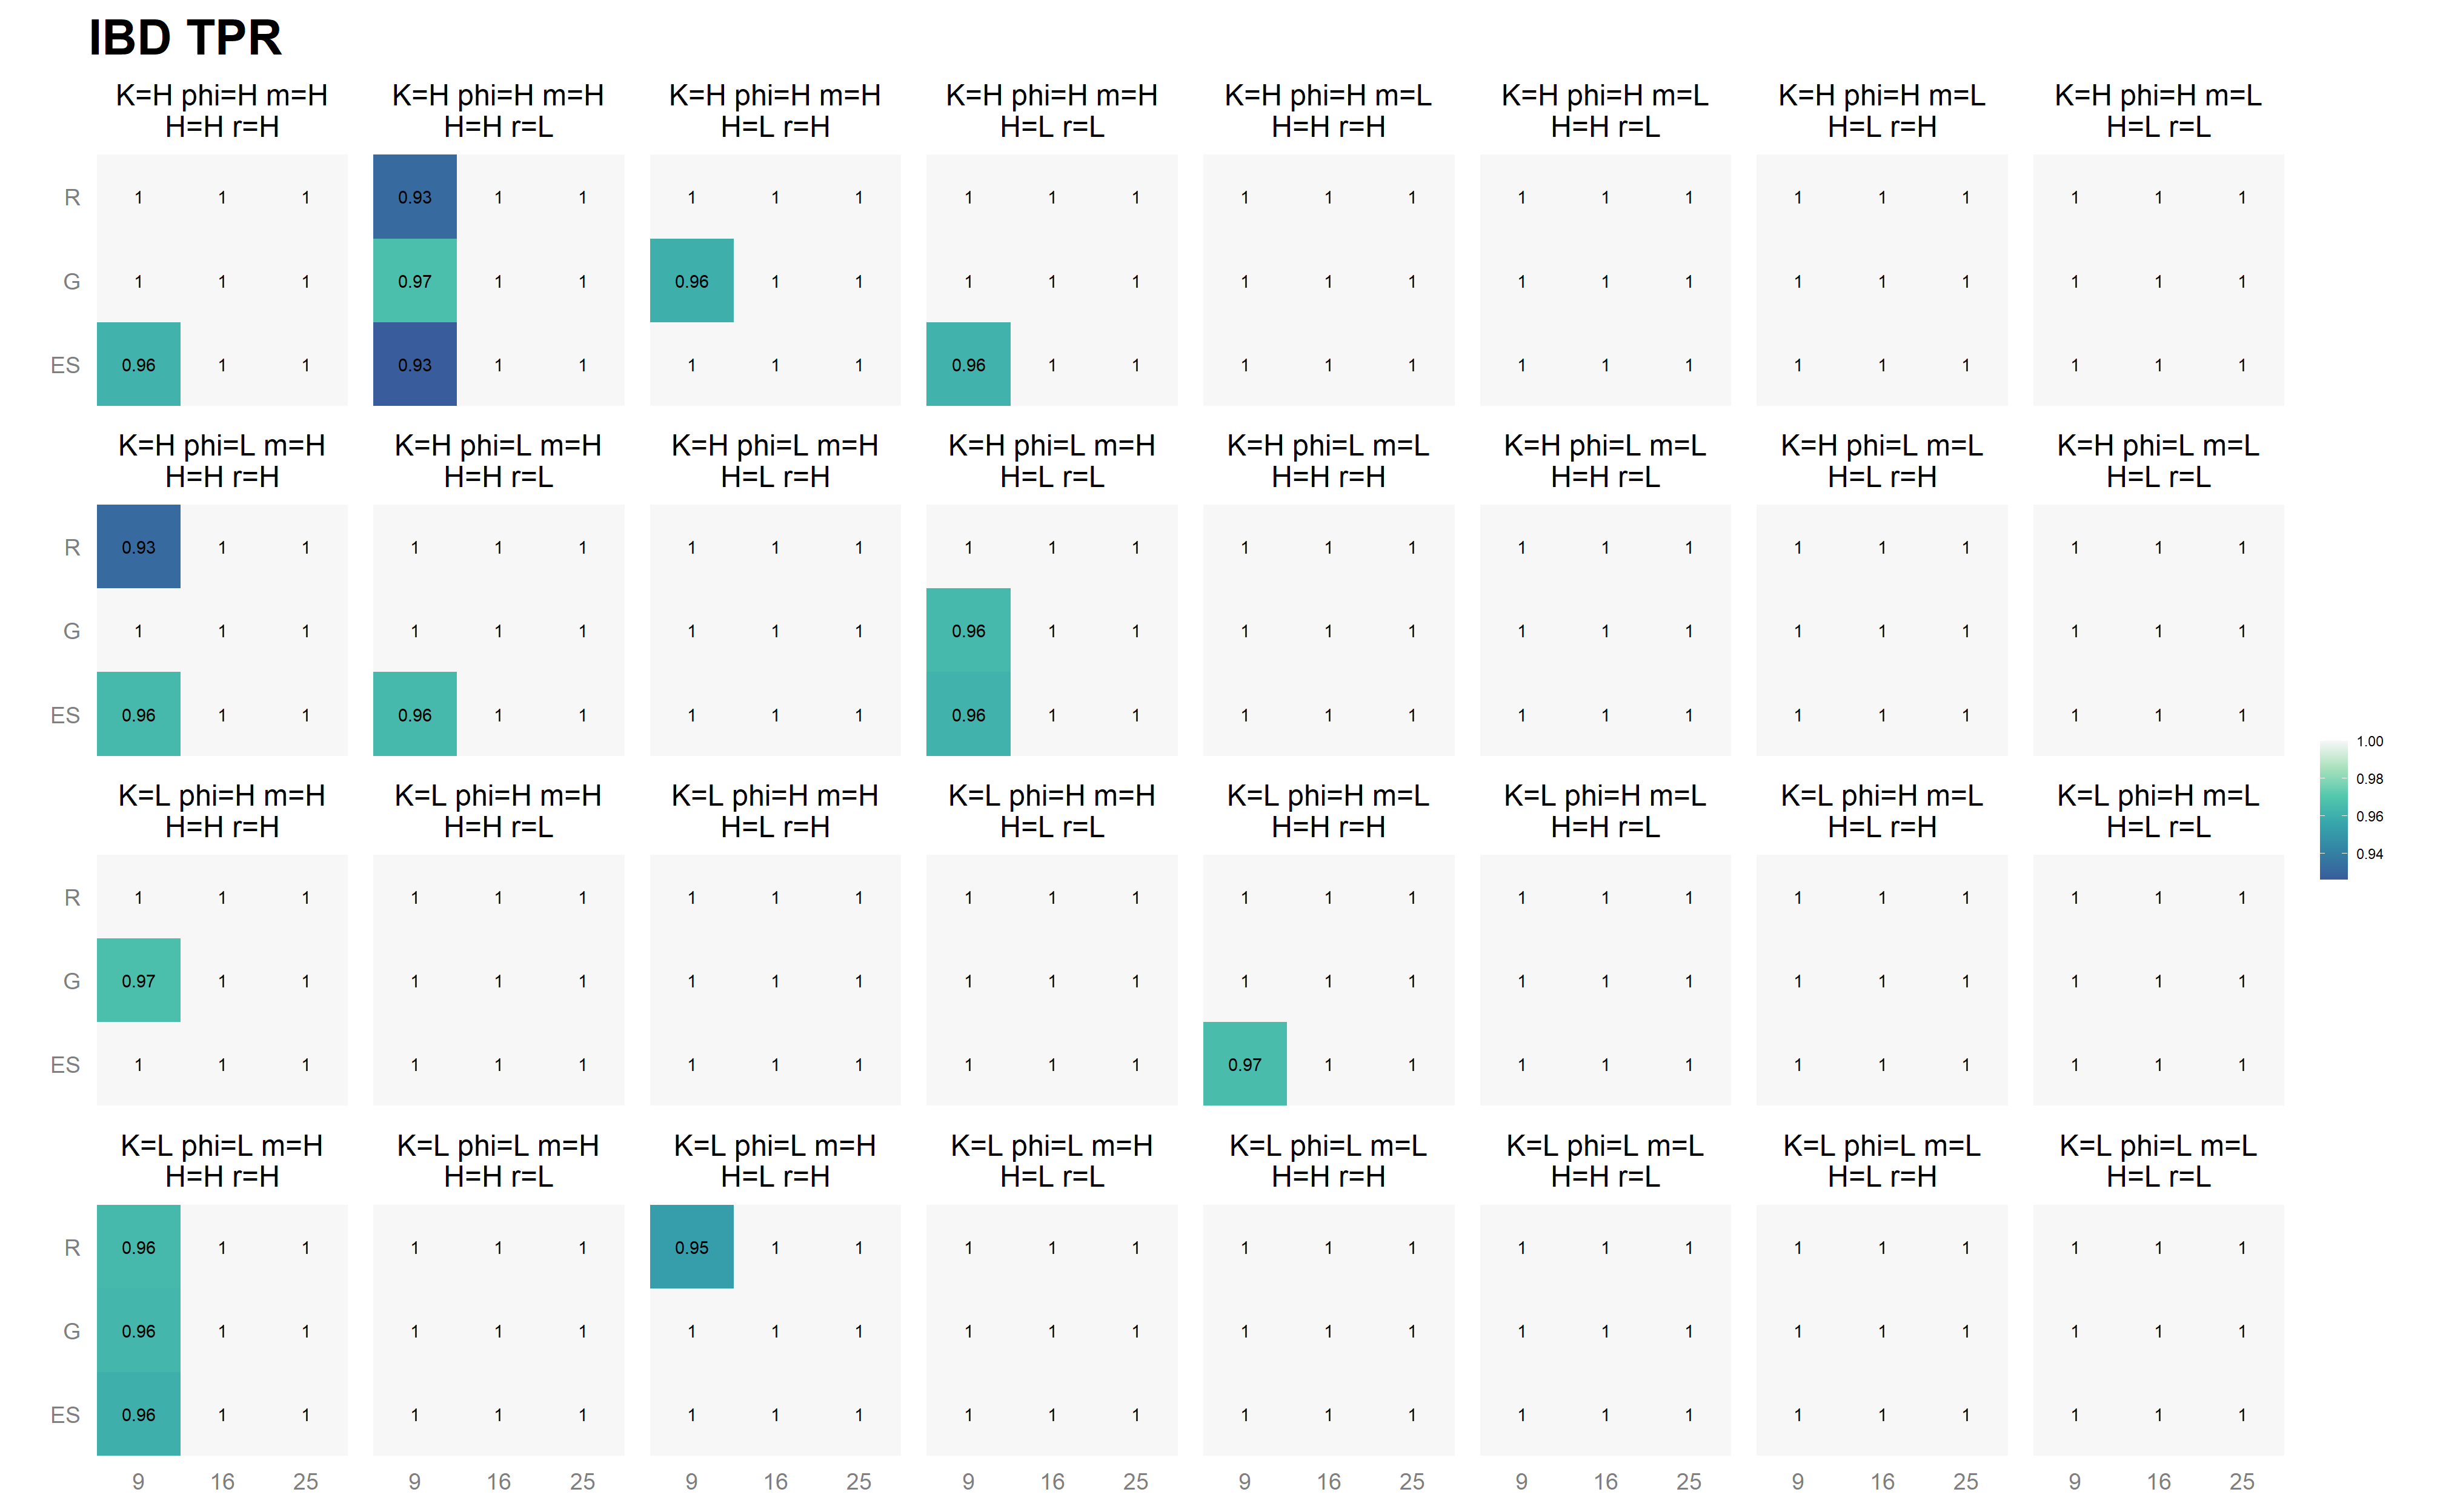 IBD TPR
K=H phi=H m=H K=H phi=H m=H K=H phi=H m=H K=H phi=H m=H K=H phi=H m=L K=H phi=H m=L K=H phi=H m=L K=H phi=H m=L
H=H r=H H=H r=L H=L r=H H=L r=L H=H r=H H=H r=L H=L r=H H=L r=L
R 1 1 1 0.93 1 1 1 1 1 1 1 1 1 1 1 1 1 1 1 1 1 1 1 1
G 1 1 1 0.97 1 1 0.96 1 1 1 1 1 1 1 1 1 1 1 1 1 1 1 1 1
ES 0.96 1 1 0.93 1 1 1 1 1 0.96 1 1 1 1 1 1 1 1 1 1 1 1 1 1
K=H phi=L m=H K=H phi=L m=H K=H phi=L m=H K=H phi=L m=H K=H phi=L m=L K=H phi=L m=L K=H phi=L m=L K=H phi=L m=L
H=H r=H H=H r=L H=L r=H H=L r=L H=H r=H H=H r=L H=L r=H H=L r=L
R 0.93 1 1 1 1 1 1 1 1 1 1 1 1 1 1 1 1 1 1 1 1 1 1 1
G 1 1 1 1 1 1 1 1 1 0.96 1 1 1 1 1 1 1 1 1 1 1 1 1 1
ES 0.96 1 1 0.96 1 1 1 1 1 0.96 1 1 1 1 1 1 1 1 1 1 1 1 1 1
K=L phi=H m=H K=L phi=H m=H K=L phi=H m=H K=L phi=H m=H K=L phi=H m=L K=L phi=H m=L K=L phi=H m=L K=L phi=H m=L
H=H r=H H=H r=L H=L r=H H=L r=L H=H r=H H=H r=L H=L r=H H=L r=L
R 1 1 1 1 1 1 1 1 1 1 1 1 1 1 1 1 1 1 1 1 1 1 1 1
G 0.97 1 1 1 1 1 1 1 1 1 1 1 1 1 1 1 1 1 1 1 1 1 1 1
ES 1 1 1 1 1 1 1 1 1 1 1 1 0.97 1 1 1 1 1 1 1 1 1 1 1
K=L phi=L m=H K=L phi=L m=H K=L phi=L m=H K=L phi=L m=H K=L phi=L m=L K=L phi=L m=L K=L phi=L m=L K=L phi=L m=L
H=H r=H H=H r=L H=L r=H H=L r=L H=H r=H H=H r=L H=L r=H H=L r=L
R 0.96 1 1 1 1 1 0.95 1 1 1 1 1 1 1 1 1 1 1 1 1 1 1 1 1
G 0.96 1 1 1 1 1 1 1 1 1 1 1 1 1 1 1 1 1 1 1 1 1 1 1
ES 0.96 1 1 1 1 1 1 1 1 1 1 1 1 1 1 1 1 1 1 1 1 1 1 1
9 16 25 9 16 25 9 16 25 9 16 25 9 16 25 9 16 25 9 16 25 9 16 25
1.00
0.98
0.96
0.94